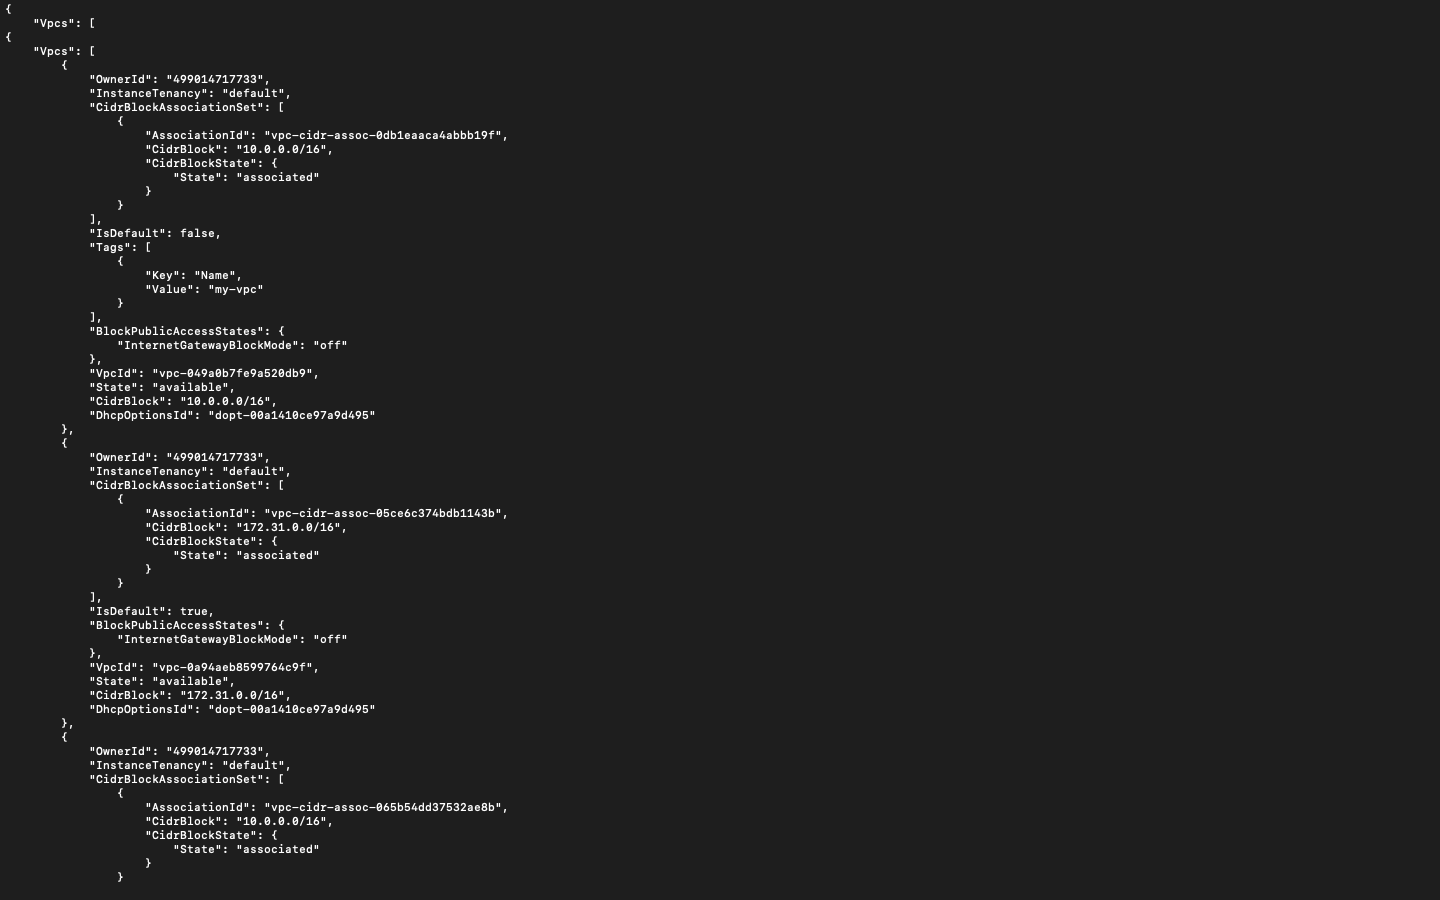 {
    "Vpcs": [
{
    "Vpcs": [
        {
            "OwnerId": "499014717733",
            "InstanceTenancy": "default",
            "CidrBlockAssociationSet": [
                {
                    "AssociationId": "vpc-cidr-assoc-0db1eaaca4abbb19f",
                    "CidrBlock": "10.0.0.0/16",
                    "CidrBlockState": {
                        "State": "associated"
                    }
                }
            ],
            "IsDefault": false,
            "Tags": [
                {
                    "Key": "Name",
                    "Value": "my-vpc"
                }
            ],
            "BlockPublicAccessStates": {
                "InternetGatewayBlockMode": "off"
            },
            "VpcId": "vpc-049a0b7fe9a520db9",
            "State": "available",
            "CidrBlock": "10.0.0.0/16",
            "DhcpOptionsId": "dopt-00a1410ce97a9d495"
        },
        {
            "OwnerId": "499014717733",
            "InstanceTenancy": "default",
            "CidrBlockAssociationSet": [
                {
                    "AssociationId": "vpc-cidr-assoc-05ce6c374bdb1143b",
                    "CidrBlock": "172.31.0.0/16",
                    "CidrBlockState": {
                        "State": "associated"
                    }
                }
            ],
            "IsDefault": true,
            "BlockPublicAccessStates": {
                "InternetGatewayBlockMode": "off"
            },
            "VpcId": "vpc-0a94aeb8599764c9f",
            "State": "available",
            "CidrBlock": "172.31.0.0/16",
            "DhcpOptionsId": "dopt-00a1410ce97a9d495"
        },
        {
            "OwnerId": "499014717733",
            "InstanceTenancy": "default",
            "CidrBlockAssociationSet": [
                {
                    "AssociationId": "vpc-cidr-assoc-065b54dd37532ae8b",
                    "CidrBlock": "10.0.0.0/16",
                    "CidrBlockState": {
                        "State": "associated"
                    }
                }